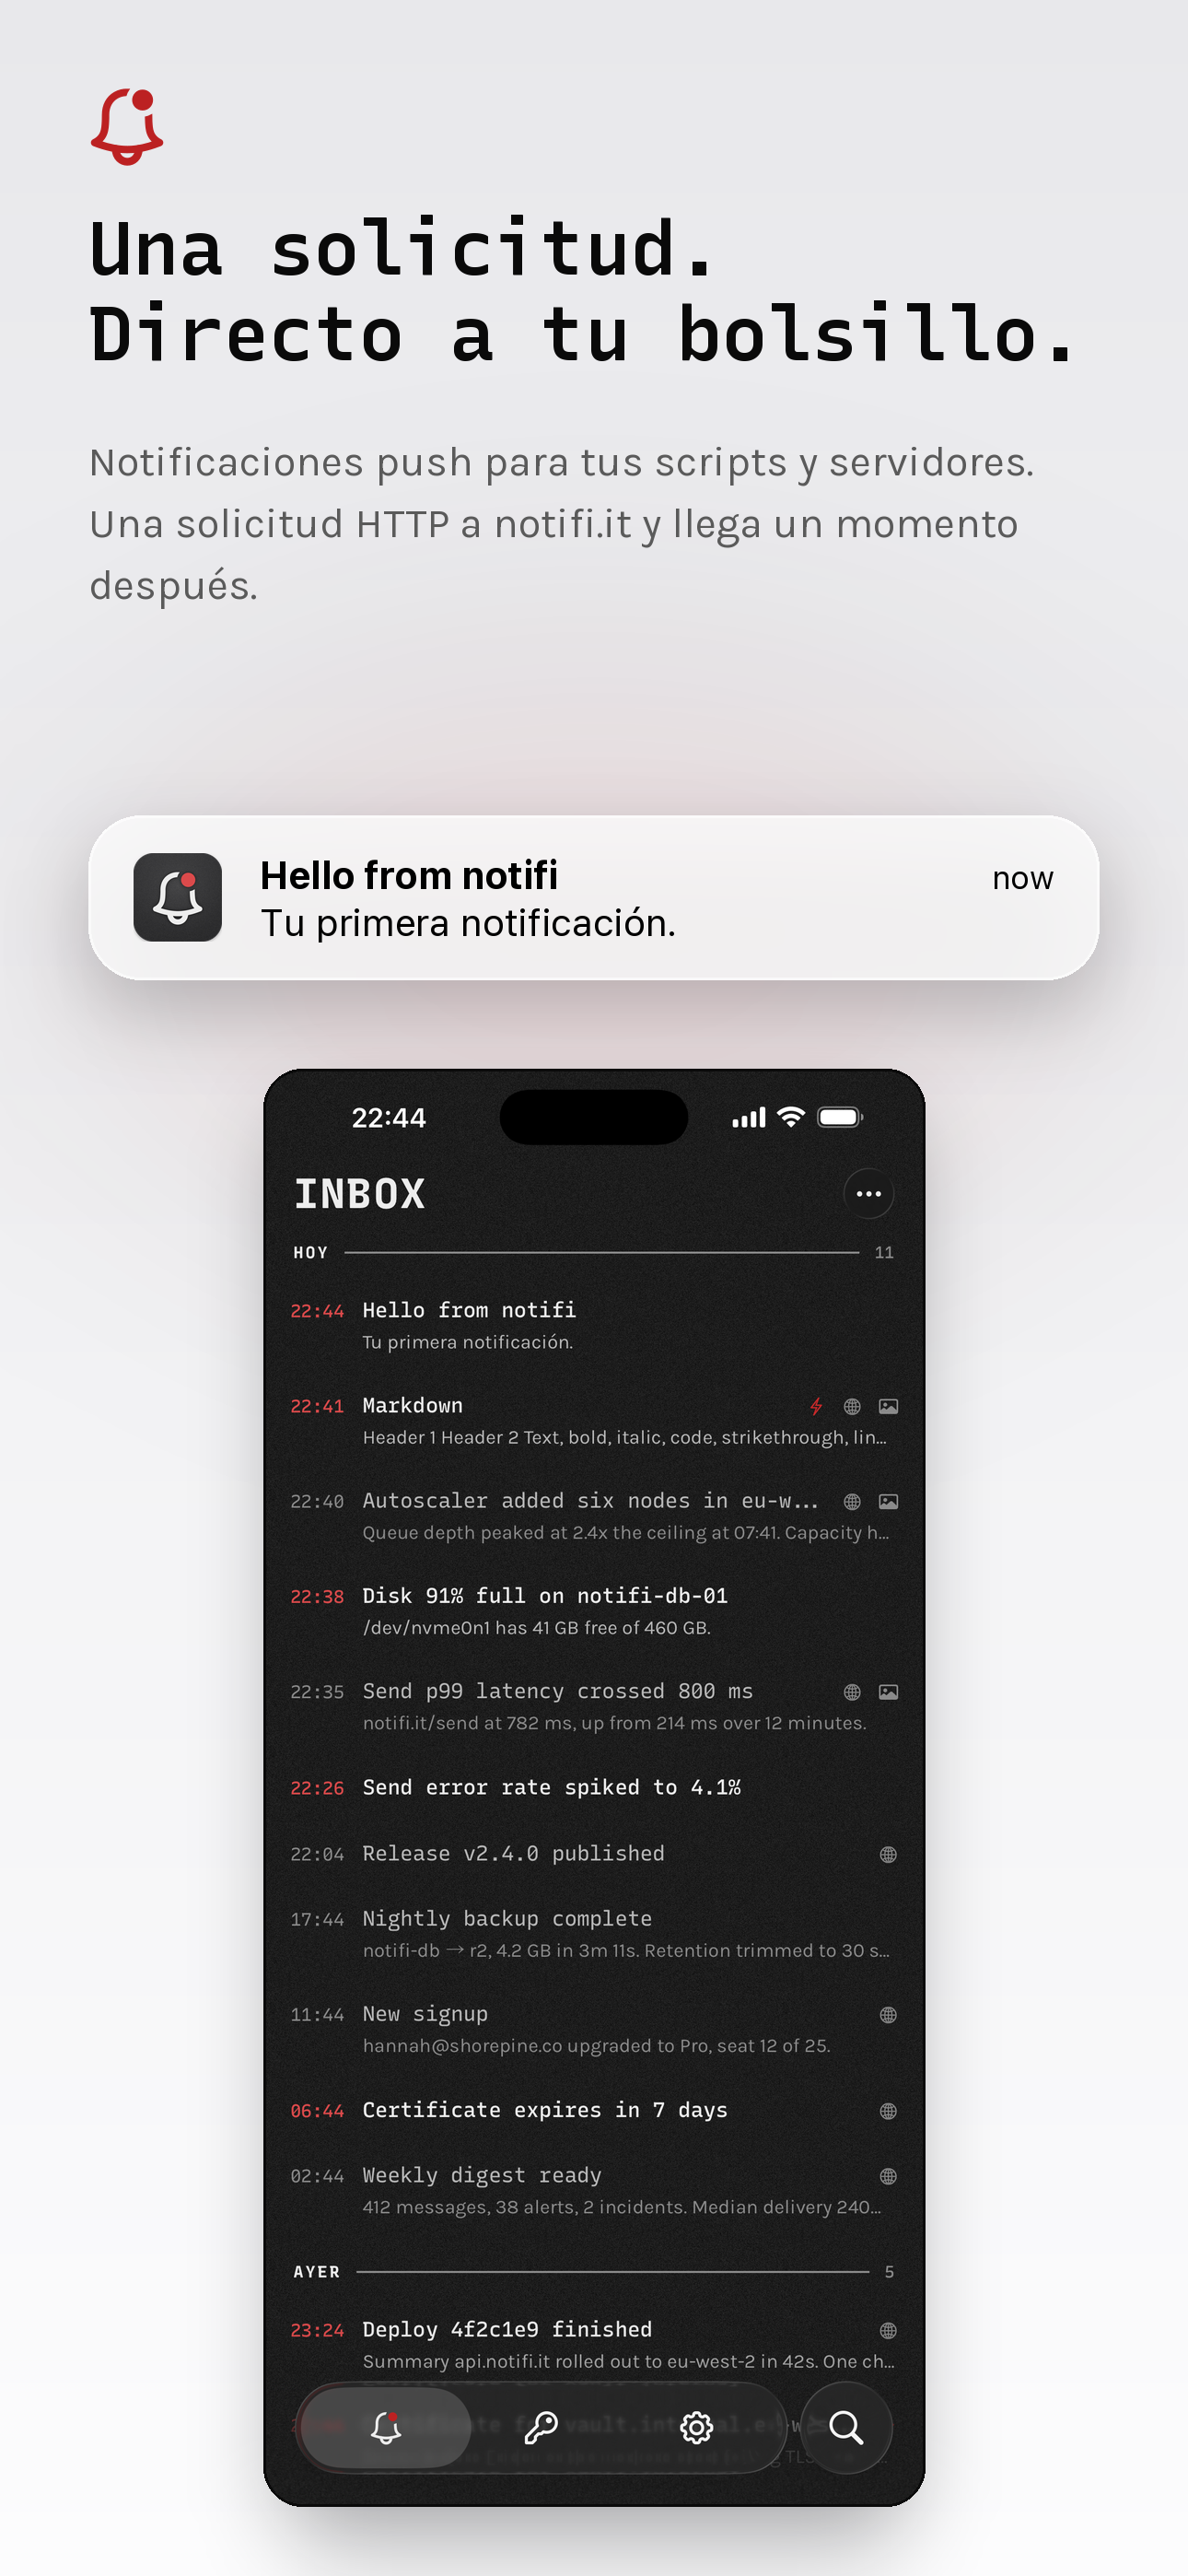 Una solicitud.
Directo a tu bolsillo.
Notificaciones push para tus scripts y servidores.
Una solicitud HTTP a notifi.it y llega un momento
después.
Hello from notifi
now
Tu primera notificación.
22:44
INBOX
HOY 11
22:44 Hello from notifi
Tu primera notificación.
22:41 Markdown
Header 1 Header 2 Text, bold, italic, code, strikethrough, lin...
22:40 Autoscaler added six nodes in eu-w...
Queue depth peaked at 2.4x the ceiling at 07:41. Capacity h...
22:38 Disk 91% full on notifi-db-01
/dev/nvme0n1 has 41 GB free of 460 GB.
22:35 Send p99 latency crossed 800 ms
notifi.it/send at 782 ms, up from 214 ms over 12 minutes.
22:26 Send error rate spiked to 4.1%
22:04 Release v2.4.0 published
17:44 Nightly backup complete
notifi-db → r2, 4.2 GB in 3m 11s. Retention trimmed to 30 s...
11:44 New signup
hannah@shorepine.co upgraded to Pro, seat 12 of 25.
06:44 Certificate expires in 7 days
02:44 Weekly digest ready
412 messages, 38 alerts, 2 incidents. Median delivery 240...
AYER 5
23:24 Deploy 4f2c1e9 finished
Summary api.notifi.it rolled out to eu-west-2 in 42s. One ch...